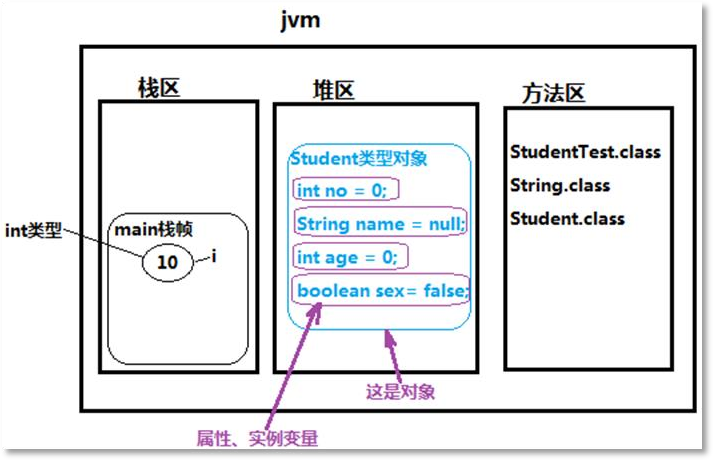 jvm
栈区
堆区
方法区
Student类型对象
int no = 0;
String name = null;
int age = 0;
boolean sex= false;
StudentTest.class
String.class
Student.class
int类型
main栈帧
10
i
这是对象
属性、实例变量